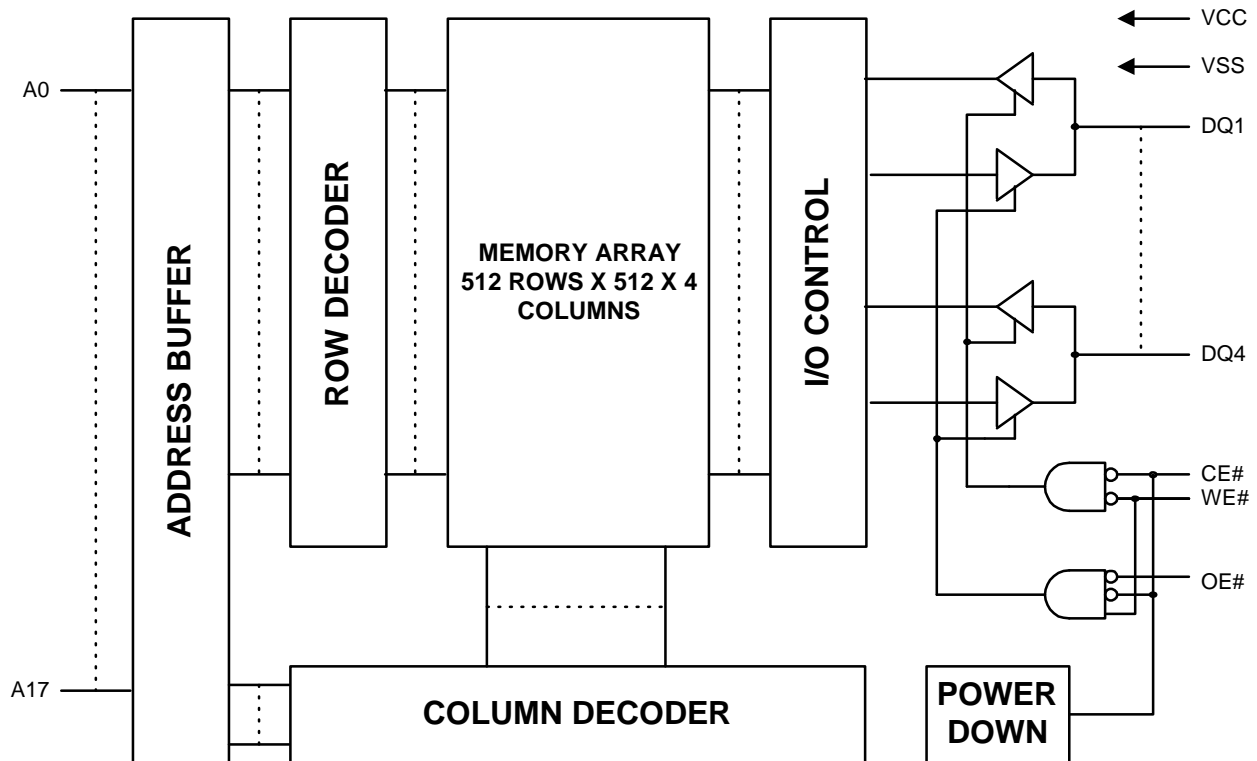 VCC
VSS
A0
DQ1
ADDRESS BUFFER
ROW DECODER
MEMORY ARRAY
512 ROWS X 512 X 4
COLUMNS
I/O CONTROL
DQ4
CE#
WE#
OE#
A17
COLUMN DECODER
POWER
DOWN